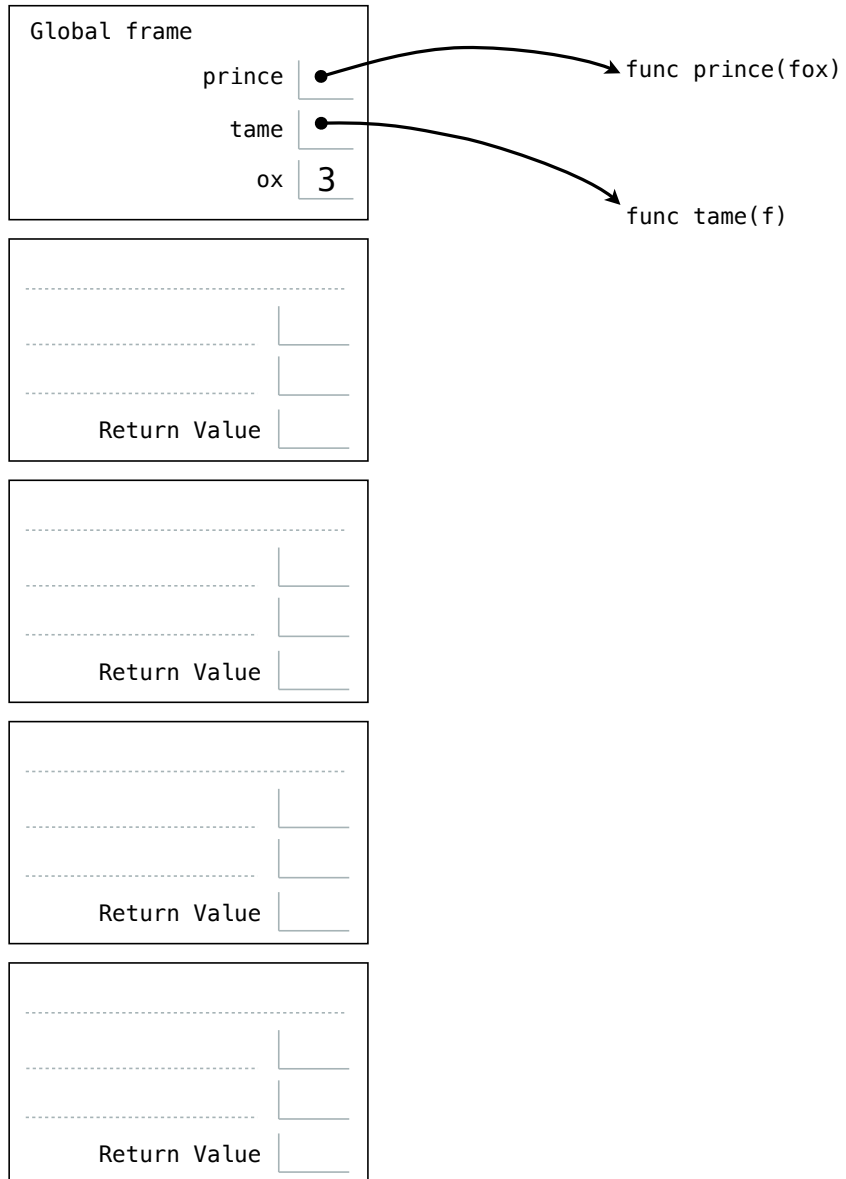 Global frame
prince
func prince(fox)
tame
ox 3
func tame(f)
Return Value
Return Value
Return Value
Return Value